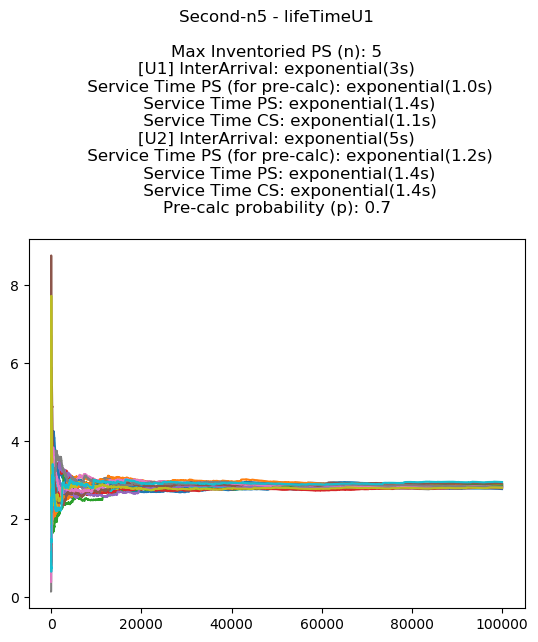 Second-n5 - lifeTimeU1
Max Inventoried PS (n): 5
[U1] InterArrival: exponential(3s)
Service Time PS (for pre-calc): exponential(1.0s)
Service Time PS: exponential(1.4s)
Service Time CS: exponential(1.1s)
[U2] InterArrival: exponential(5s)
Service Time PS (for pre-calc): exponential(1.2s)
Service Time PS: exponential(1.4s)
Service Time CS: exponential(1.4s)
Pre-calc probability (p): 0.7
8
6
4
2
0
0 20000 40000 60000 80000 100000